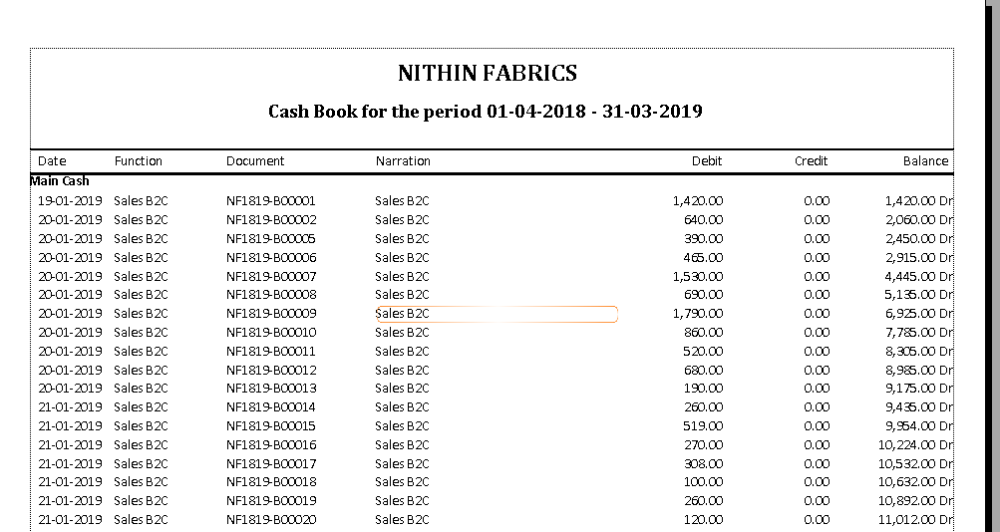 NITHIN FABRICS
Cash Book for the period 01-04-2018 - 31-03-2019
Date Function Document Narration Debit Credit Balance
Main Cash
19-01-2019 Sales B2C NF1819-B00001 Sales B2C 1,420.00 0.00 1,420.00 Dr
20-01-2019 Sales B2C NF1819-B00002 Sales B2C 640.00 0.00 2,060.00 Dr
20-01-2019 Sales B2C NF1819-B00005 Sales B2C 390.00 0.00 2,450.00 Dr
20-01-2019 Sales B2C NF1819-B00006 Sales B2C 465.00 0.00 2,915.00 Dr
20-01-2019 Sales B2C NF1819-B00007 Sales B2C 1,530.00 0.00 4,445.00 Dr
20-01-2019 Sales B2C NF1819-B00008 Sales B2C 690.00 0.00 5,135.00 Dr
20-01-2019 Sales B2C NF1819-B00009 Sales B2C 1,790.00 0.00 6,925.00 Dr
20-01-2019 Sales B2C NF1819-B00010 Sales B2C 860.00 0.00 7,785.00 Dr
20-01-2019 Sales B2C NF1819-B00011 Sales B2C 520.00 0.00 8,305.00 Dr
20-01-2019 Sales B2C NF1819-B00012 Sales B2C 680.00 0.00 8,985.00 Dr
20-01-2019 Sales B2C NF1819-B00013 Sales B2C 190.00 0.00 9,175.00 Dr
21-01-2019 Sales B2C NF1819-B00014 Sales B2C 260.00 0.00 9,435.00 Dr
21-01-2019 Sales B2C NF1819-B00015 Sales B2C 519.00 0.00 9,954.00 Dr
21-01-2019 Sales B2C NF1819-B00016 Sales B2C 270.00 0.00 10,224.00 Dr
21-01-2019 Sales B2C NF1819-B00017 Sales B2C 308.00 0.00 10,532.00 Dr
21-01-2019 Sales B2C NF1819-B00018 Sales B2C 100.00 0.00 10,632.00 Dr
21-01-2019 Sales B2C NF1819-B00019 Sales B2C 260.00 0.00 10,892.00 Dr
21-01-2019 Sales B2C NF1819-B00020 Sales B2C 120.00 0.00 11,012.00 Dr